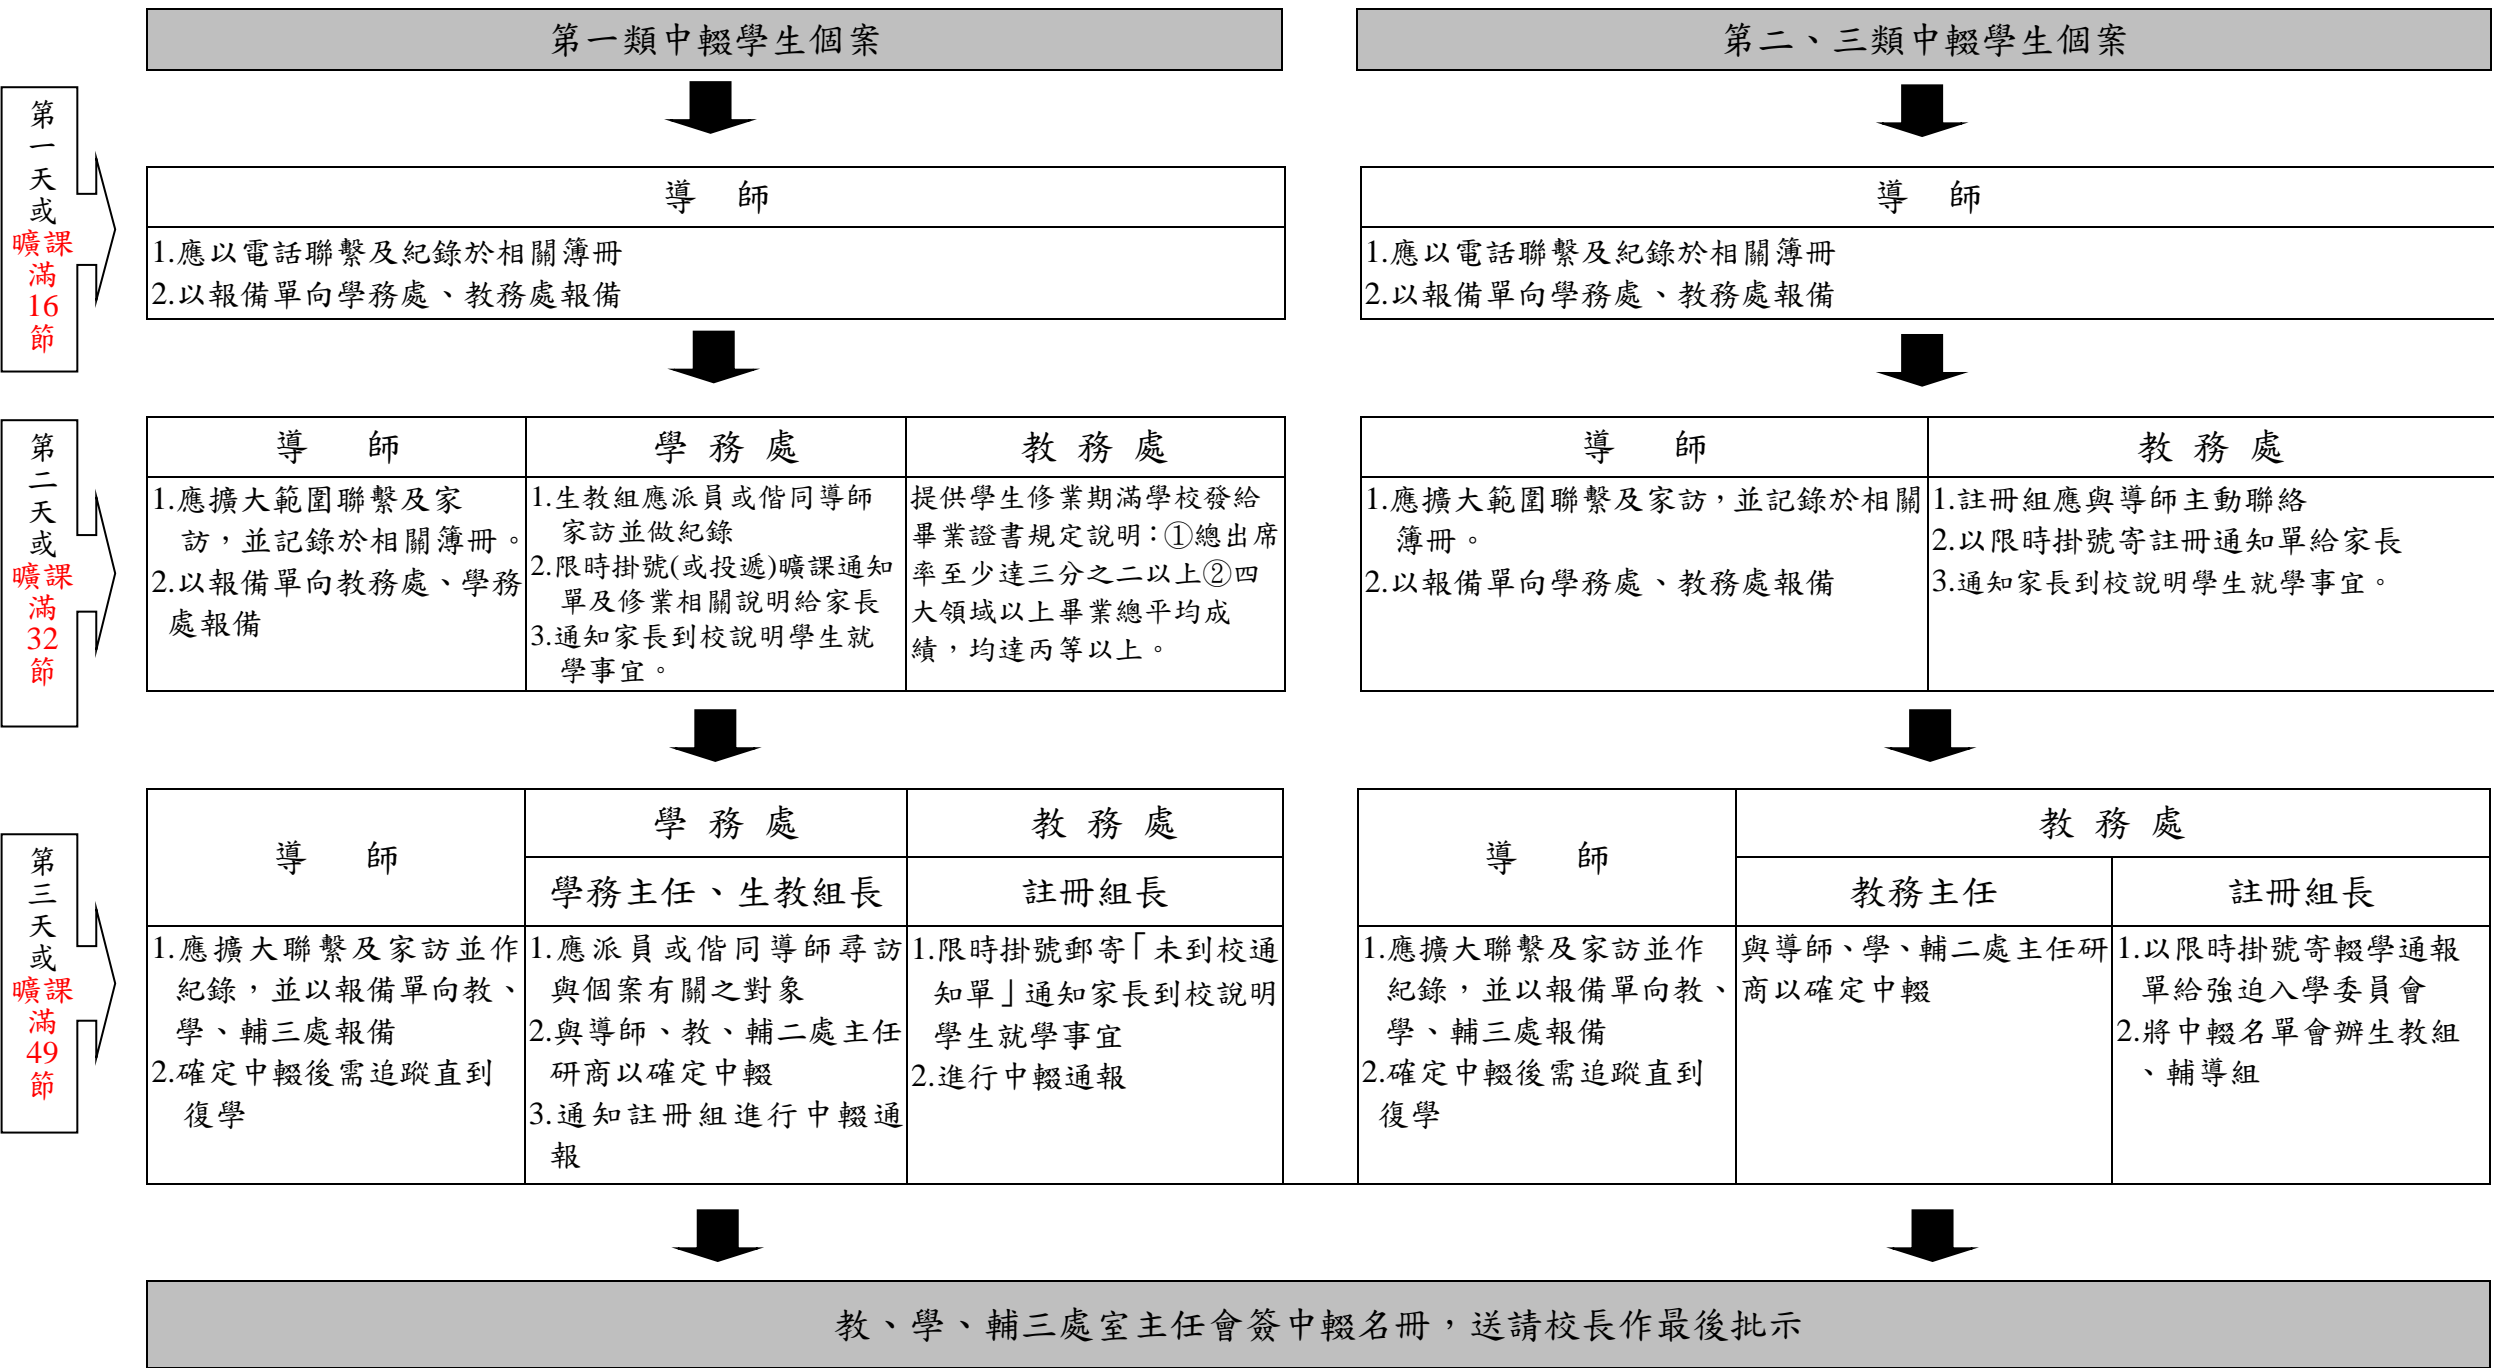 第一類中輟學生個案
第二、三類中輟學生個案
第一天或曠課滿16節
導 師
1.應以電話聯繫及紀錄於相關簿冊
2.以報備單向學務處、教務處報備
導 師
1.應以電話聯繫及紀錄於相關簿冊
2.以報備單向學務處、教務處報備
第二天或曠課滿32節
導 師
1.應擴大範圍聯繫及家
訪，並記錄於相關簿冊。
2.以報備單向教務處、學務
處報備
學 務 處
1.生教組應派員或偕同導師
家訪並做紀錄
2.限時掛號(或投遞)曠課通知
單及修業相關說明給家長
3.通知家長到校說明學生就
學事宜。
教 務 處
提供學生修業期滿學校發給
畢業證書規定說明：①總出席
率至少達三分之二以上②四
大領域以上畢業總平均成
績，均達丙等以上。
導 師
1.應擴大範圍聯繫及家訪，並記錄於相關
簿冊。
2.以報備單向學務處、教務處報備
教 務 處
1.註冊組應與導師主動聯絡
2.以限時掛號寄註冊通知單給家長
3.通知家長到校說明學生就學事宜。
第三天或曠課滿49節
導 師
1.應擴大聯繫及家訪並作
紀錄，並以報備單向教、
學、輔三處報備
2.確定中輟後需追蹤直到
復學
學 務 處
學務主任、生教組長
1.應派員或偕同導師尋訪
與個案有關之對象
2.與導師、教、輔二處主任
研商以確定中輟
3.通知註冊組進行中輟通
報
教 務 處
註冊組長
1.限時掛號郵寄「未到校通
知單」通知家長到校說明
學生就學事宜
2.進行中輟通報
導 師
1.應擴大聯繫及家訪並作
紀錄，並以報備單向教、
學、輔三處報備
2.確定中輟後需追蹤直到
復學
教 務 處
教務主任
與導師、學、輔二處主任研
商以確定中輟
註冊組長
1.以限時掛號寄輟學通報
單給強迫入學委員會
2.將中輟名單會辦生教組
、輔導組
教、學、輔三處室主任會簽中輟名冊，送請校長作最後批示